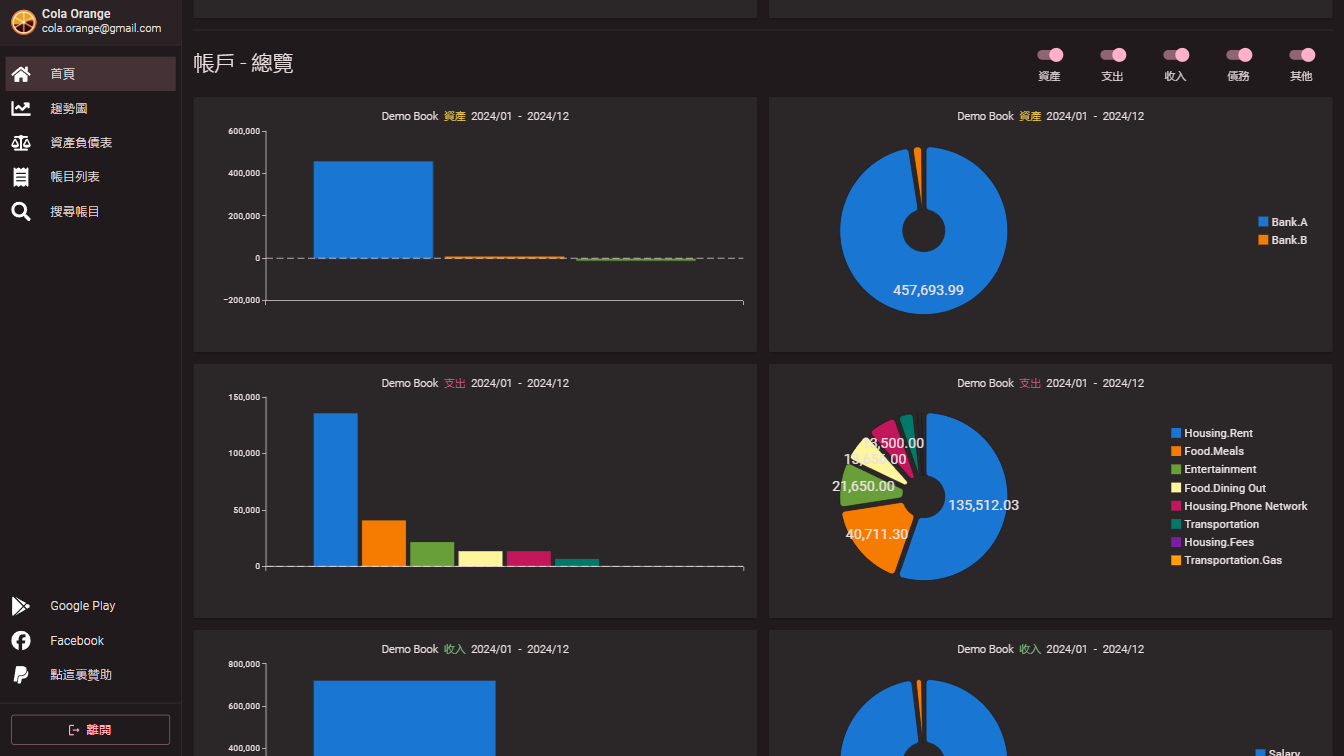 Cola Orange
cola.orange@gmail.com
首頁
趨勢圖
資產負債表
帳目列表
搜尋帳目
Google Play
Facebook
點這裏贊助
離開
帳戶 - 總覽
資產
支出
收入
債務
其他
Demo Book 資產 2024/01 - 2024/12
600,000
400,000
200,000
0
−200,000
Demo Book 資產 2024/01 - 2024/12
457,693.99
Bank.A
Bank.B
Demo Book 支出 2024/01 - 2024/12
150,000
100,000
50,000
0
Demo Book 支出 2024/01 - 2024/12
13,500.00
21,650.00
135,512.03
40,711.30
Housing.Rent
Food.Meals
Entertainment
Food.Dining Out
Housing.Phone Network
Transportation
Housing.Fees
Transportation.Gas
Demo Book 收入 2024/01 - 2024/12
800,000
600,000
400,000
Demo Book 收入 2024/01 - 2024/12
Salary